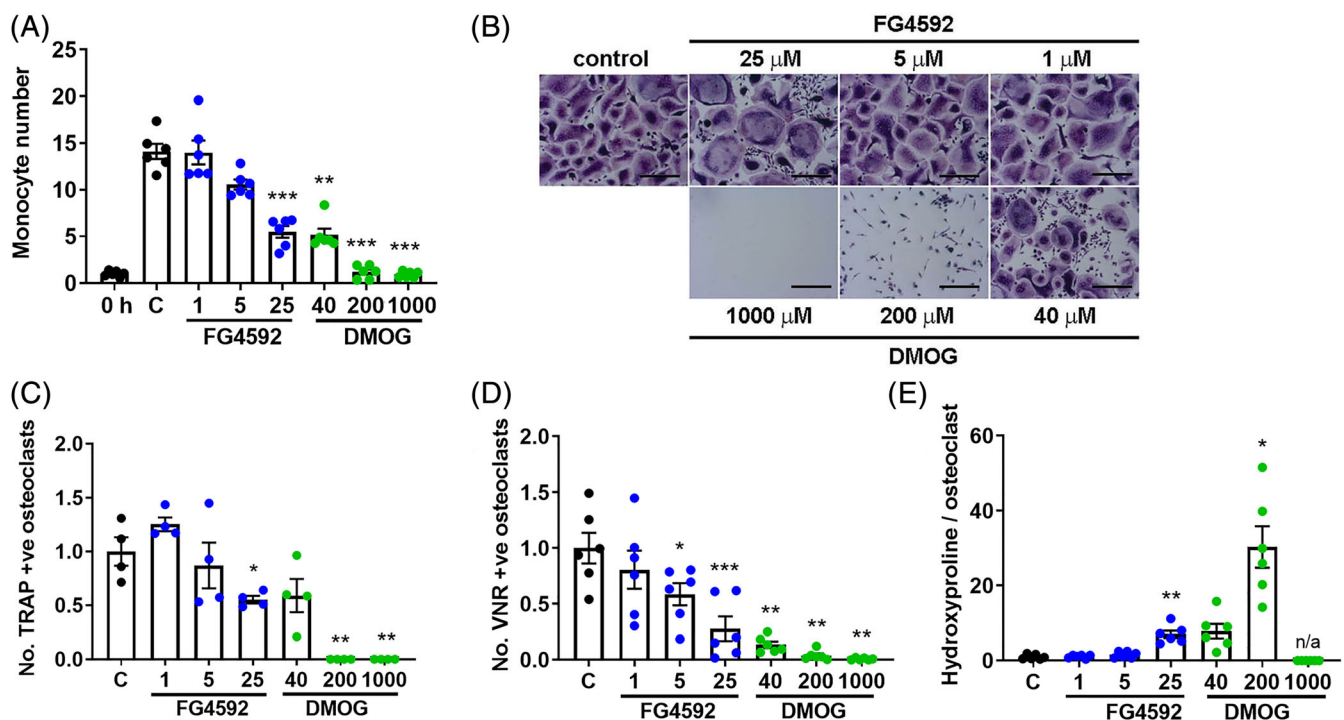 (A)
Monocyte number
25
20
15
10
5
0
***
**
***
***
0 h C 1 5 25 40 200 1000
FG4592 DMOG
(B)
FG4592
control 25 μM 5 μM 1 μM
1000 μM 200 μM 40 μM
DMOG
(C)
No. TRAP +ve osteoclasts
2.0
1.5
1.0
0.5
0.0
*
**
**
C 1 5 25 40 200 1000
FG4592 DMOG
(D)
No. VNR +ve osteoclasts
2.0
1.5
1.0
0.5
0.0
*
***
**
**
**
C 1 5 25 40 200 1000
FG4592 DMOG
(E)
Hydroxyproline / osteoclast
60
40
20
0
**
*
n/a
C 1 5 25 40 200 1000
FG4592 DMOG